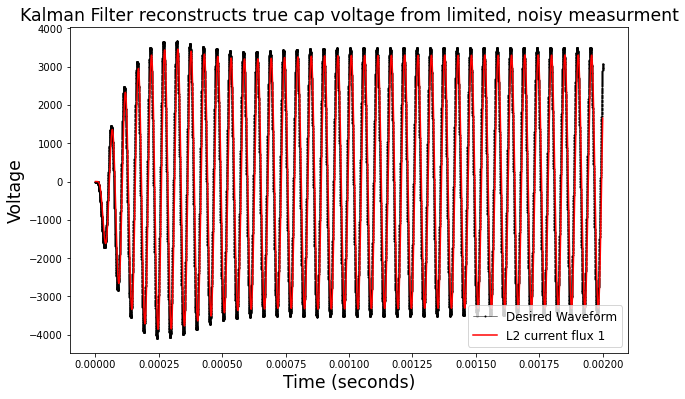 Kalman Filter reconstructs true cap voltage from limited, noisy measurment
4000
3000
2000
1000
0
−1000
−2000
−3000
−4000
Voltage
Desired Waveform
L2 current flux 1
0.00000 0.00025 0.00050 0.00075 0.00100 0.00125 0.00150 0.00175 0.00200
Time (seconds)